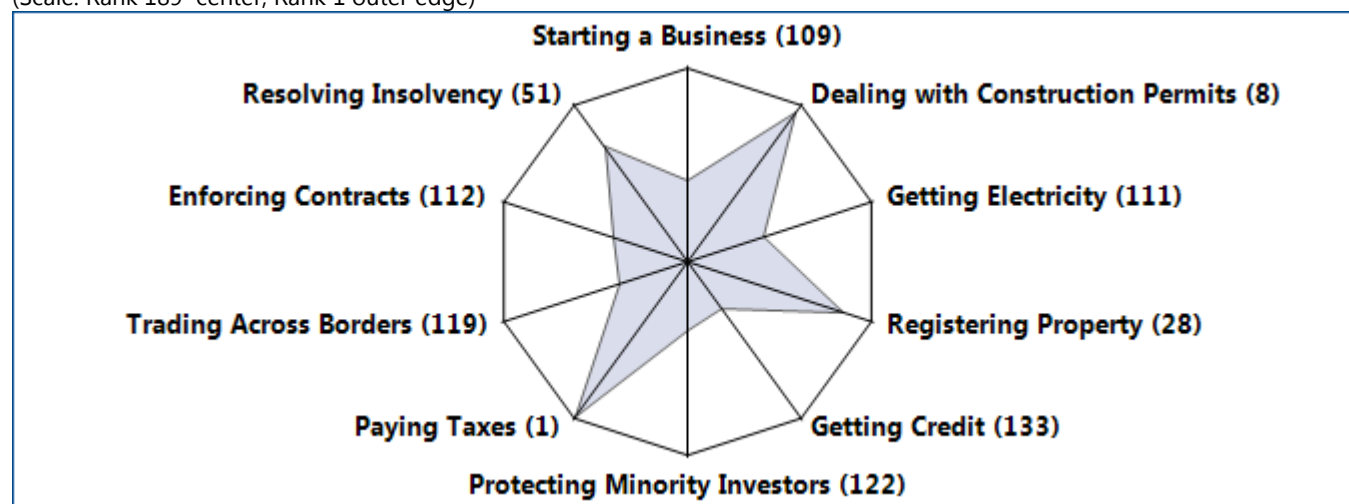 (Scale: Rank 189 center, Rank 1 outer edge)
Starting a Business (109)
Resolving Insolvency (51)
Dealing with Construction Permits (8)
Enforcing Contracts (112)
Getting Electricity (111)
Trading Across Borders (119)
Registering Property (28)
Paying Taxes (1)
Getting Credit (133)
Protecting Minority Investors (122)